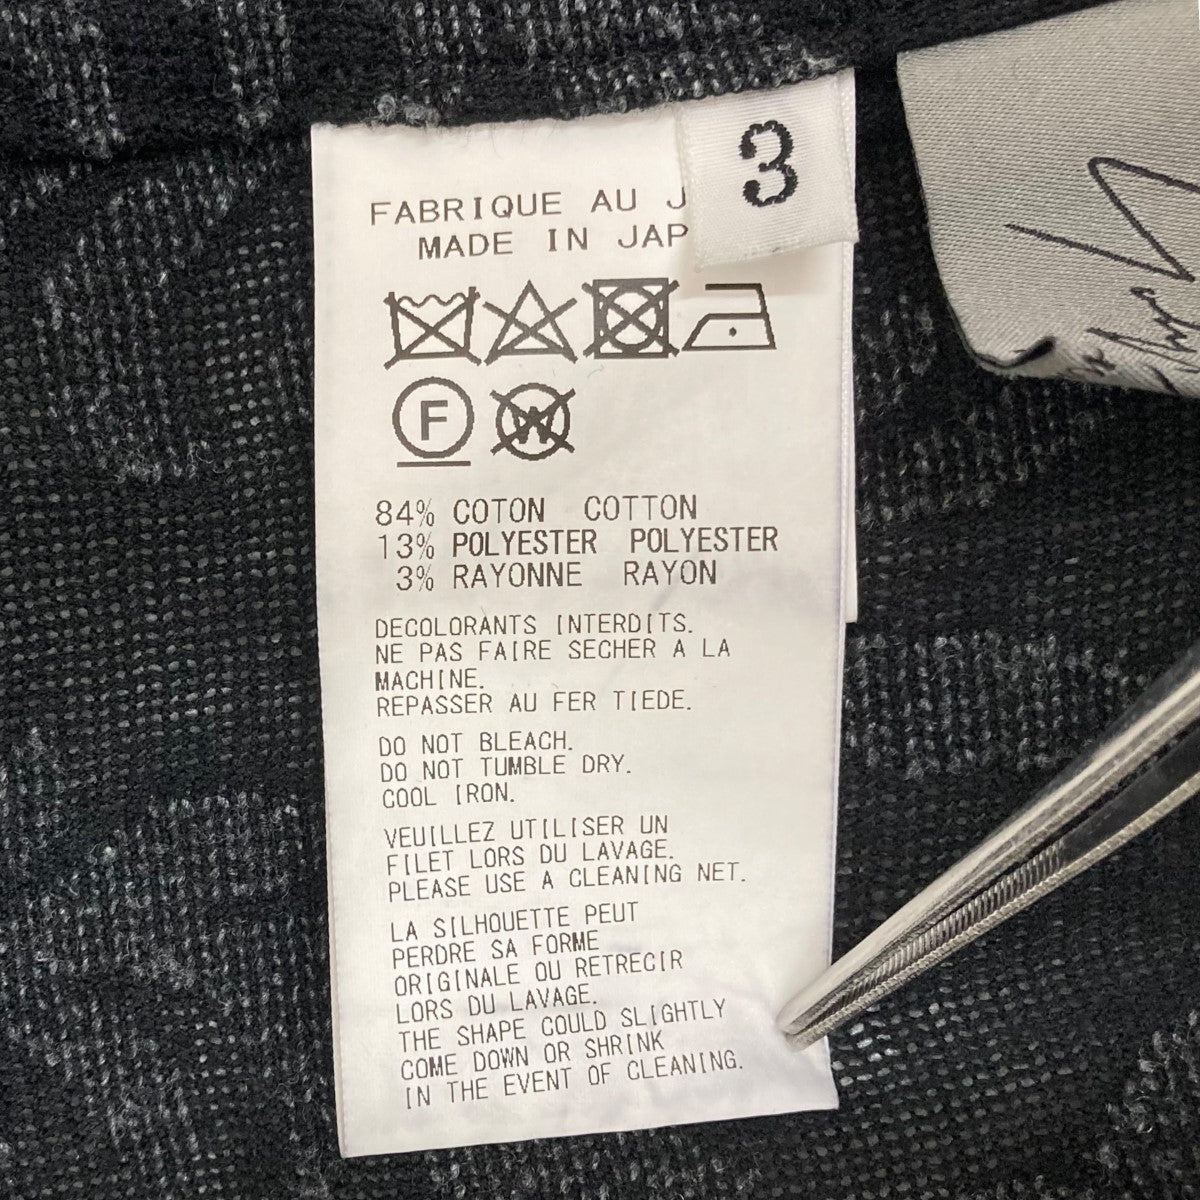 3
FABRIQUE AU J
MADE IN JAP
F
W
84% COTON COTTON
13% POLYESTER POLYESTER
3% RAYONNE RAYON
DECOLORANTS INTERDITS.
NE PAS FAIRE SECHER A LA
MACHINE.
REPASSER AU FER TIEDE.
DO NOT BLEACH.
DO NOT TUMBLE DRY.
COOL IRON.
VEUILLEZ UTILISER UN
FILET LORS DU LAVAGE.
PLEASE USE A CLEANING NET.
LA SILHOUETTE PEUT
PERDRE SA FORME
ORIGINALE OU RETRECIR
LORS DU LAVAGE.
THE SHAPE COULD SLIGHTLY
COME DOWN OR SHRINK
IN THE EVENT OF CLEANING.